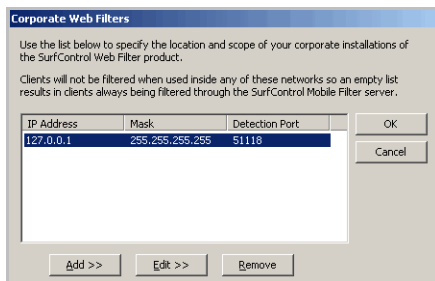 Corporate Web Filters
Use the list below to specify the location and scope of your corporate installations of
the SurfControl Web Filter product.
Clients will not be filtered when used inside any of these networks so an empty list
results in clients always being filtered through the SurfControl Mobile Filter server.
IP Address Mask Detection Port
127.0.0.1 255.255.255.255 51118
OK
Cancel
Add >> Edit >> Remove